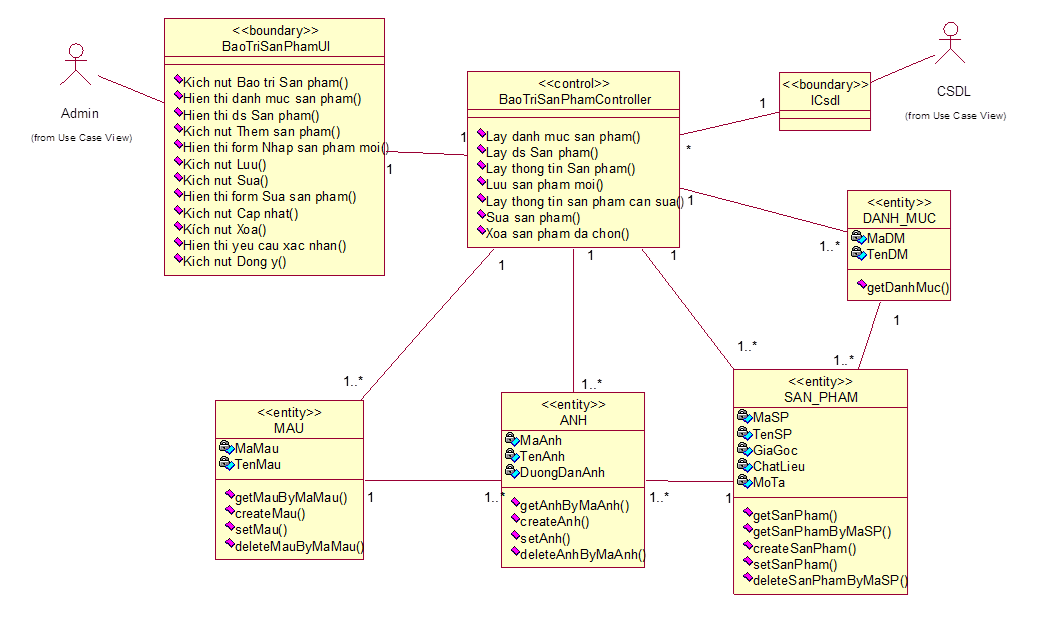 Admin
(from Use Case View)
<<boundary>>
BaoTriSanPhamUI
Kich nut Bao tri San pham()
Hien thi danh muc san pham()
Hien thi ds San pham()
Kich nut Them san pham()
Hien thi form Nhap san pham moi()
Kich nut Luu()
Kich nut Sua()
Hien thi form Sua san pham()
Kich nut Cap nhat()
Kích nut Xoa()
Hien thi yeu cau xac nhan()
Kich nut Dong y()
1
1
<<control>>
BaoTriSanPhamController
Lay danh muc san pham()
Lay ds San pham()
Lay thong tin San pham()
Luu san pham moi()
Lay thong tin san pham can sua()
Sua san pham()
Xoa san pham da chon()
*
1
<<boundary>>
ICsdl
CSDL
(from Use Case View)
1
1..*
<<entity>>
DANH_MUC
MaDM
TenDM
getDanhMuc()
1
1..*
1
1..*
1
1..*
1
1..*
<<entity>>
MAU
MaMau
TenMau
getMauByMaMau()
createMau()
setMau()
deleteMauByMaMau()
1
1..*
<<entity>>
ANH
MaAnh
TenAnh
DuongDanAnh
getAnhByMaAnh()
createAnh()
setAnh()
deleteAnhByMaAnh()
1..*
1
<<entity>>
SAN_PHAM
MaSP
TenSP
GiaGoc
ChatLieu
MoTa
getSanPham()
getSanPhamByMaSP()
createSanPham()
setSanPham()
deleteSanPhamByMaSP()